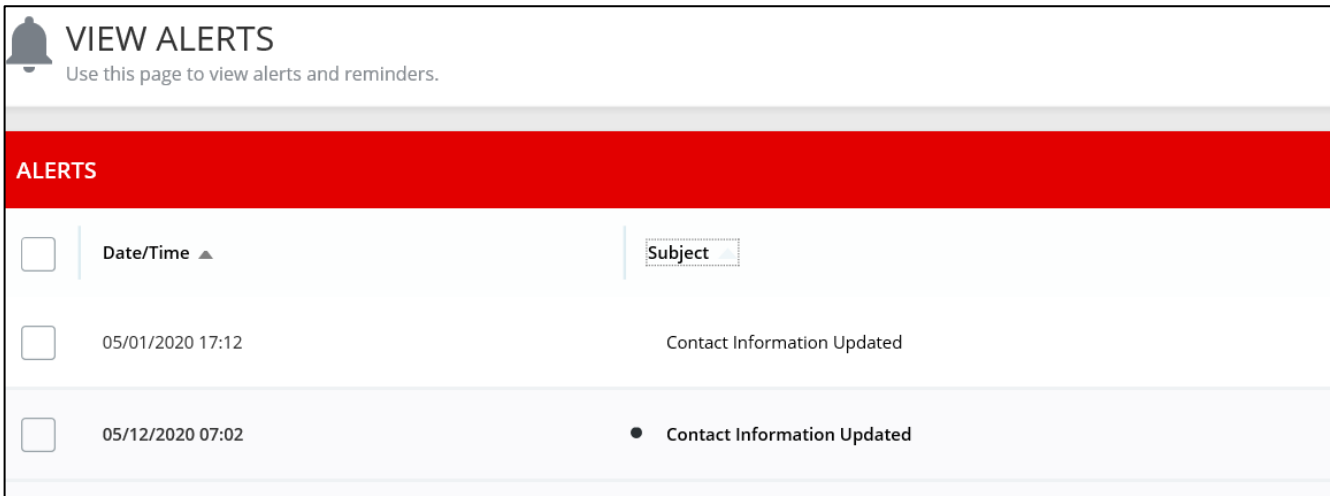 VIEW ALERTS
Use this page to view alerts and reminders.
ALERTS
Date/Time Subject
05/01/2020 17:12 Contact Information Updated
05/12/2020 07:02 Contact Information Updated